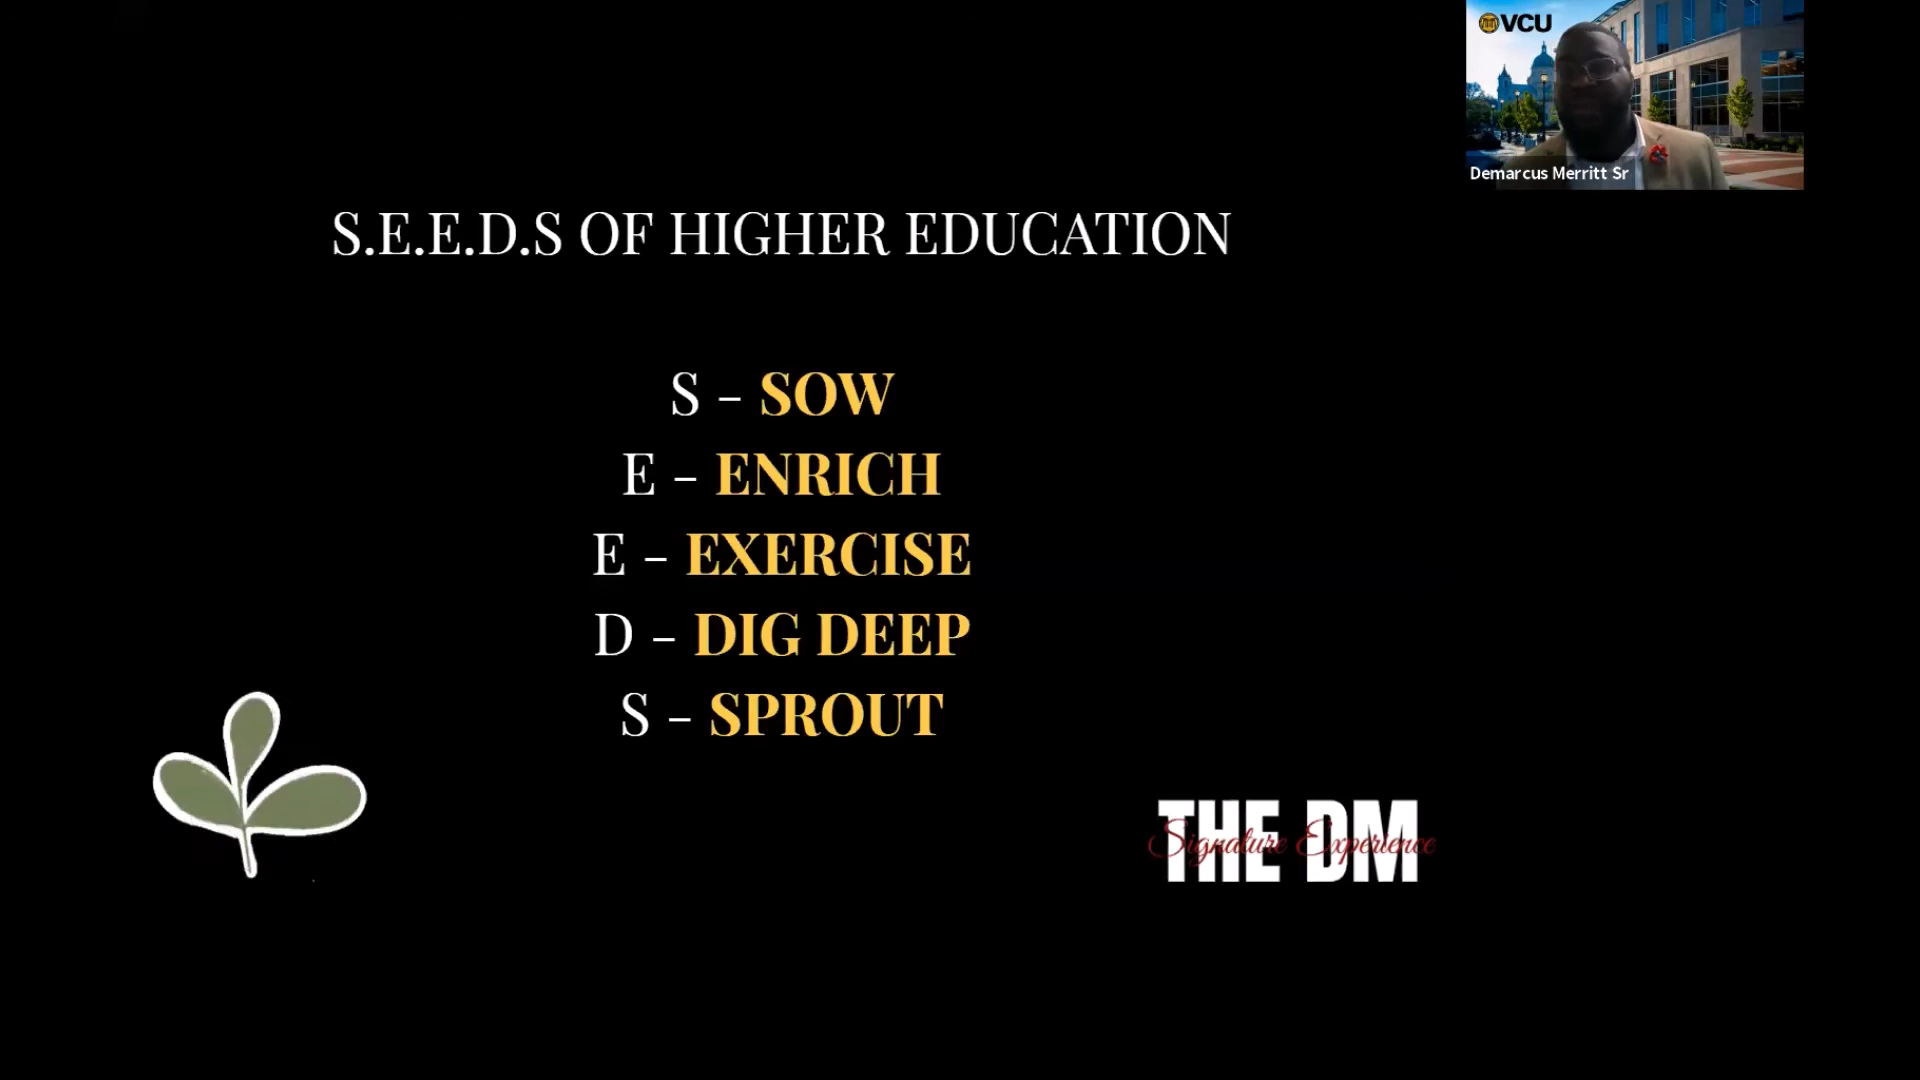 VCU
Demarcus Merritt Sr
S.E.E.D.S OF HIGHER EDUCATION
S – SOW
E – ENRICH
E – EXERCISE
D – DIG DEEP
S – SPROUT
THE DM
Signature Experience